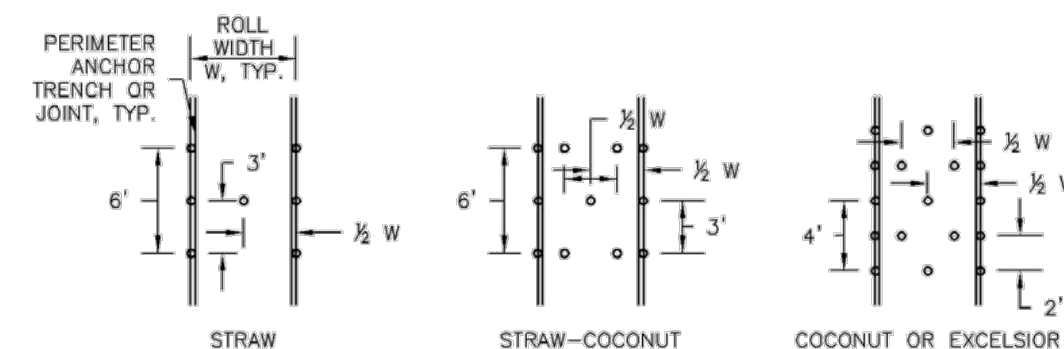 PERIMETER
ANCHOR
TRENCH OR
JOINT, TYP.
ROLL
WIDTH
W, TYP.
6'
3'
½ W
STRAW
½ W
½ W
6'
3'
STRAW-COCONUT
½ W
½ W
4'
2'
COCONUT OR EXCELSIOR